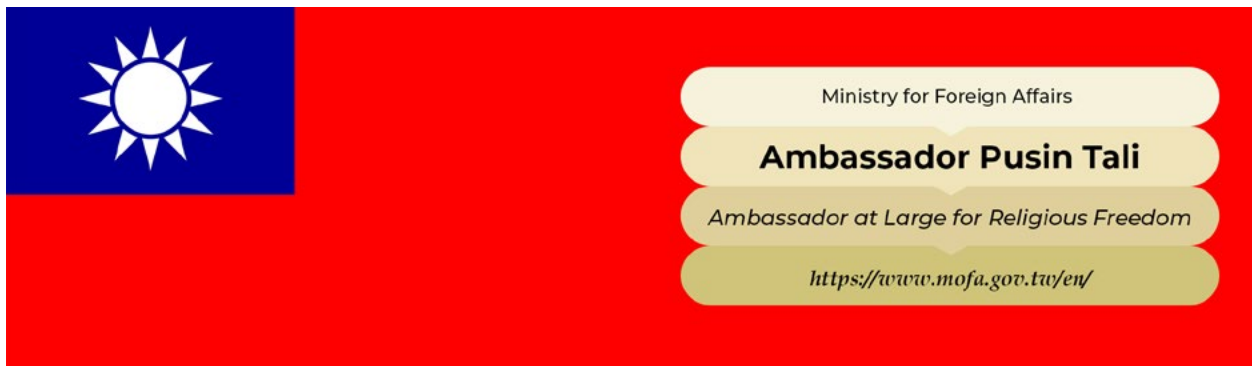 Ministry for Foreign Affairs
Ambassador Pusin Tali
Ambassador at Large for Religious Freedom
https://www.mofa.gov.tw/en/